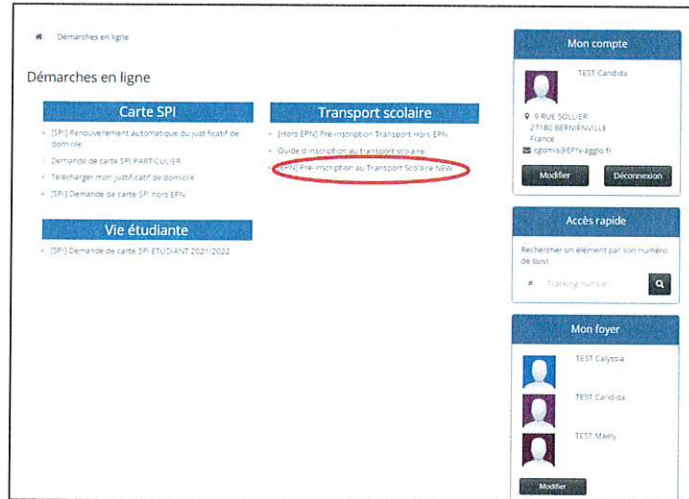 Démarches en ligne
Démarches en ligne
Carte SPI
[SPI] Renouvellement automatique du justificatif de
domicile
Demande de carte SPI PARTICULIER
Télécharger mon justificatif de domicile
[SPI] Demande de carte SPI hors EPN
Transport scolaire
[Hors EPN] Pré-inscription Transport Hors EPN
Guide d'inscription au transport scolaire
[EPN] Pré-inscription au Transport Scolaire NEW
Vie étudiante
[SPI] Demande de carte SPI ETUDIANT 2021/2022
Mon compte
TEST Candida
9 RUE SOLLIER
27180 BERNIENVILLE
France
cgomis@EPN-agglo.fr
Modifier
Déconnexion
Accès rapide
Rechercher un élément par son numéro
de suivi
# Tracking number
Mon foyer
TEST Calyssia
TEST Candida
TEST Maely
Modifier